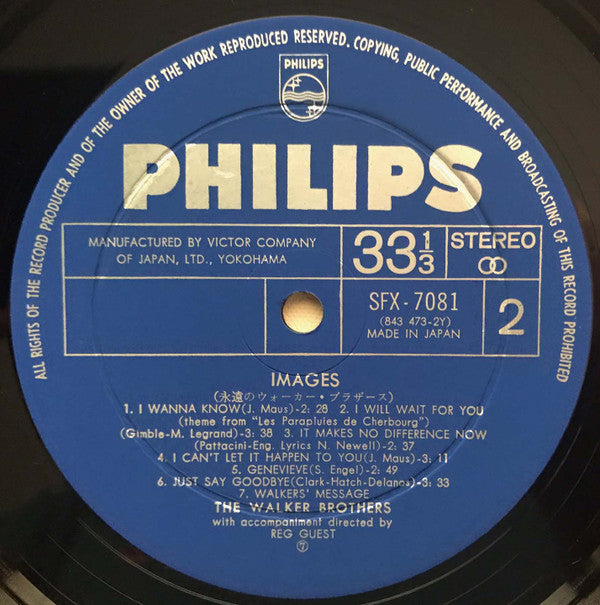 ALL RIGHTS OF THE RECORD PRODUCER AND OF THE OWNER OF THE WORK REPRODUCED RESERVED. COPYING, PUBLIC PERFORMANCE AND BROADCASTING OF THIS RECORD PROHIBITED
PHILIPS
PHILIPS
MANUFACTURED BY VICTOR COMPANY
OF JAPAN, LTD., YOKOHAMA
33 1/3
STEREO
SFX-7081
(843 473-2Y)
MADE IN JAPAN
2
IMAGES
(永遠のウォーカー・ブラザース)
1. I WANNA KNOW(J. Maus)-2: 28 2. I WILL WAIT FOR YOU
(theme from "Les Parapluies de Cherbourg")
(Gimble-M. Legrand)-3: 38 3. IT MAKES NO DIFFERENCE NOW
(Pattacini-Eng. Lyrics N. Newell)-2: 37
4. I CAN'T LET IT HAPPEN TO YOU(J. Maus)-3: 11
5. GENEVIEVE(S. Engel)-2: 49
6. JUST SAY GOODBYE(Clark-Hatch-Delanoe)-3: 33
7. WALKERS' MESSAGE
THE WALKER BROTHERS
with accompaniment directed by
REG GUEST
⑦